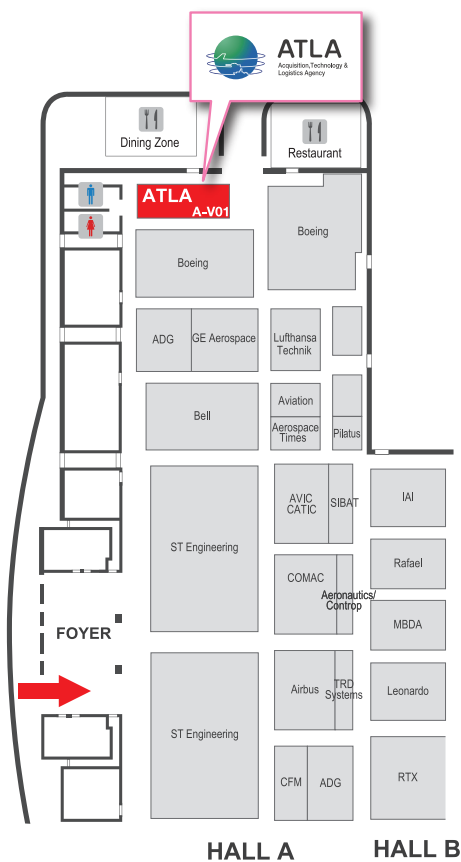 ATLA
Acquisition,Technology &
Logistics Agency
Dining Zone
Restaurant
ATLA
A-V01
Boeing
Boeing
ADG
GE Aerospace
Lufthansa
Technik
Bell
Aviation
Aerospace
Times
Pilatus
ST Engineering
AVIC
CATIC
SIBAT
IAI
COMAC
Aeronautics/
Controp
Rafael
FOYER
MBDA
ST Engineering
Airbus
TRD
Systems
Leonardo
CFM
ADG
RTX
HALL A
HALL B